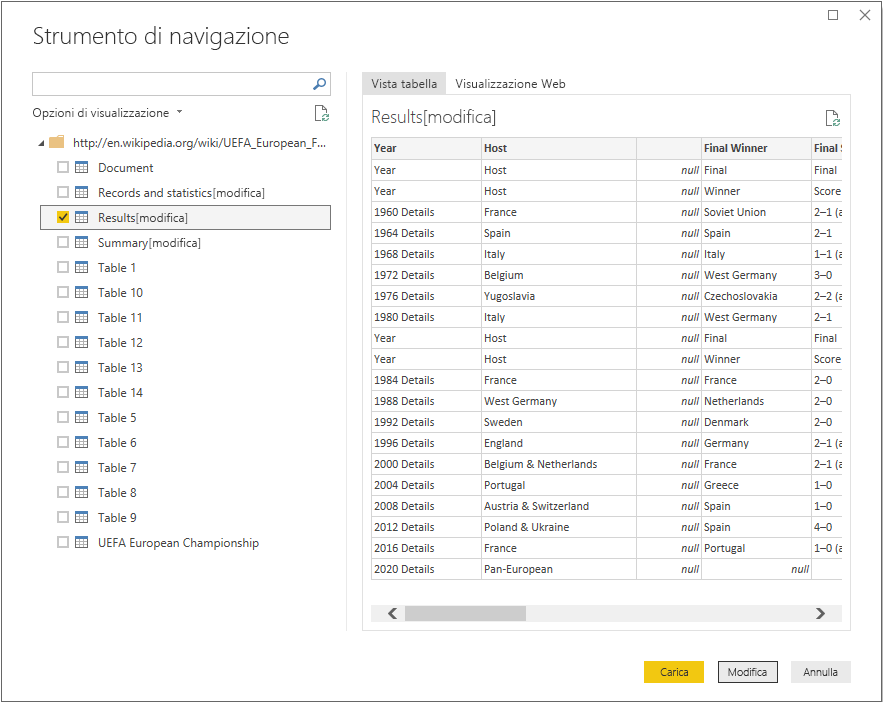 Strumento di navigazione
Opzioni di visualizzazione
http://en.wikipedia.org/wiki/UEFA_European_F...
Document
Records and statistics[modifica]
Results[modifica]
Summary[modifica]
Table 1
Table 10
Table 11
Table 12
Table 13
Table 14
Table 5
Table 6
Table 7
Table 8
Table 9
UEFA European Championship
Vista tabella Visualizzazione Web
Results[modifica]
Year Host Final Winner Final S
Year Host null Final Final
Year Host null Winner Score
1960 Details France null Soviet Union 2–1 (a
1964 Details Spain null Spain 2–1
1968 Details Italy null Italy 1–1 (a
1972 Details Belgium null West Germany 3–0
1976 Details Yugoslavia null Czechoslovakia 2–2 (a
1980 Details Italy null West Germany 2–1
Year Host null Final Final
Year Host null Winner Score
1984 Details France null France 2–0
1988 Details West Germany null Netherlands 2–0
1992 Details Sweden null Denmark 2–0
1996 Details England null Germany 2–1 (a
2000 Details Belgium & Netherlands null France 2–1 (a
2004 Details Portugal null Greece 1–0
2008 Details Austria & Switzerland null Spain 1–0
2012 Details Poland & Ukraine null Spain 4–0
2016 Details France null Portugal 1–0 (a
2020 Details Pan-European null null
Carica Modifica Annulla